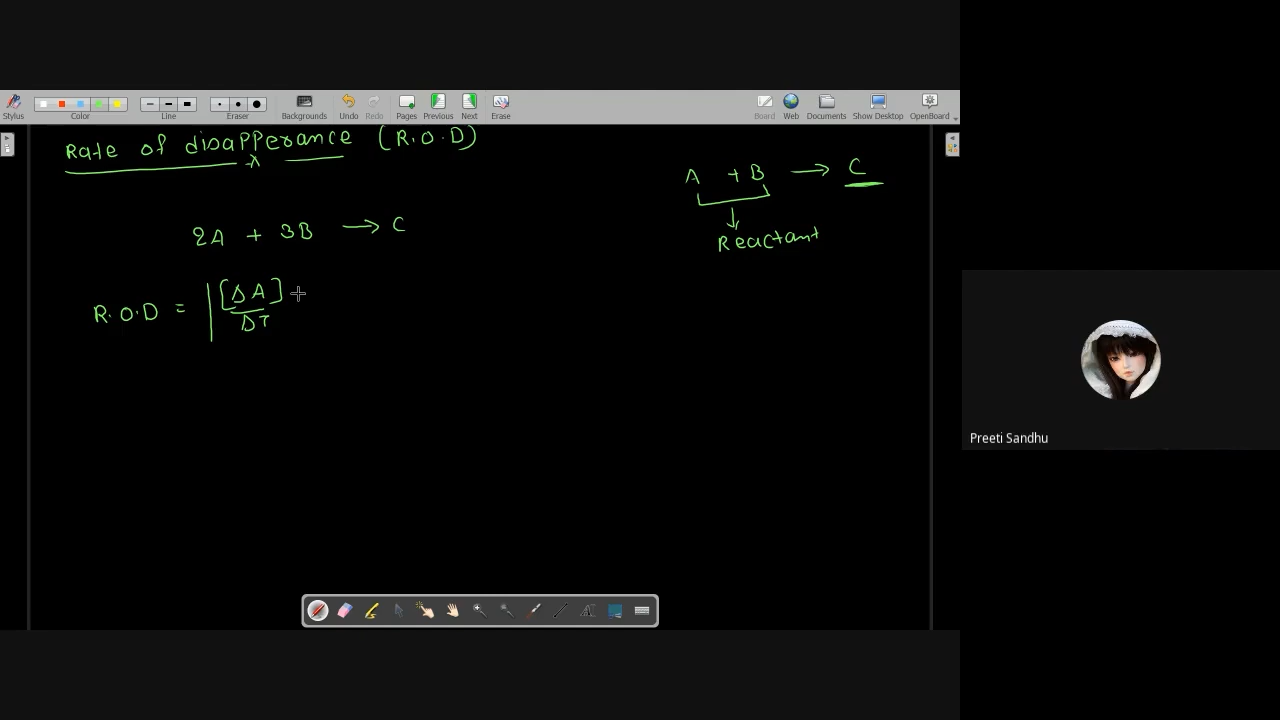 Stylus
Color
Line
Eraser
Backgrounds
Undo
Redo
Pages
Previous
Next
Erase
Board
Web
Documents
Show Desktop
OpenBoard
Rate of disapperance (R.O.D)
A + B → C
Reactant
2A + 3B → C
R.O.D = |[ΔA]
ΔT
Preeti Sandhu